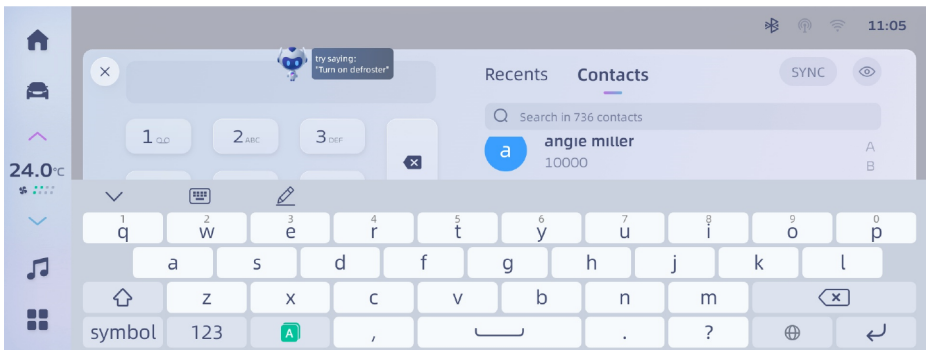 11:05
try saying:
"Turn on defroster"
Recents Contacts SYNC
Search in 736 contacts
1 2 ABC 3 DEF
a angie miller A
10000 B
24.0°C
1 2 3 4 5 6 7 8 9 0
q w e r t y u i o p
a s d f g h j k l
z x c v b n m
symbol 123 A , . ?